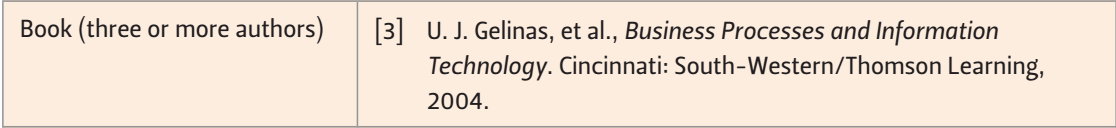 Book (three or more authors) [3] U. J. Gelinas, et al., Business Processes and Information
Technology. Cincinnati: South-Western/Thomson Learning,
2004.